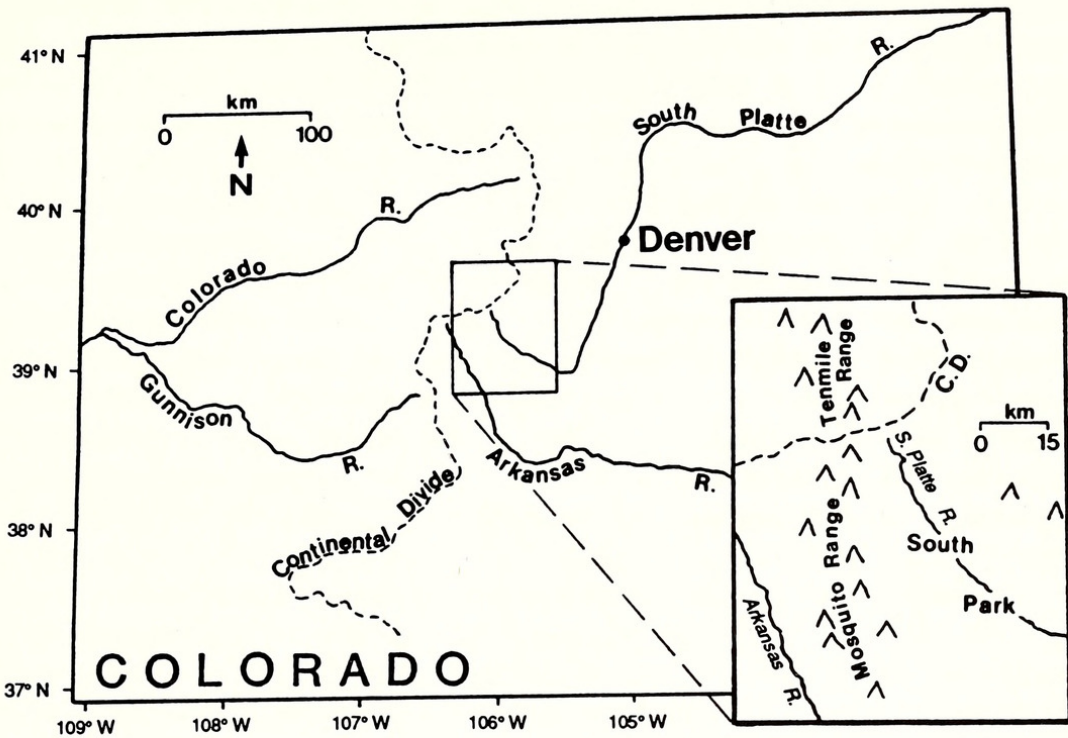 41° N
40° N
39° N
38° N
37° N
109° W
108° W
107° W
106° W
105° W
km
0 100
N
Colorado R.
Gunnison R.
South Platte R.
Denver
Arkansas R.
Continental Divide
COLORADO
Tenmile Range
C.D.
km
0 15
S. Platte R.
South Park
Mosquito Range
Arkansas R.